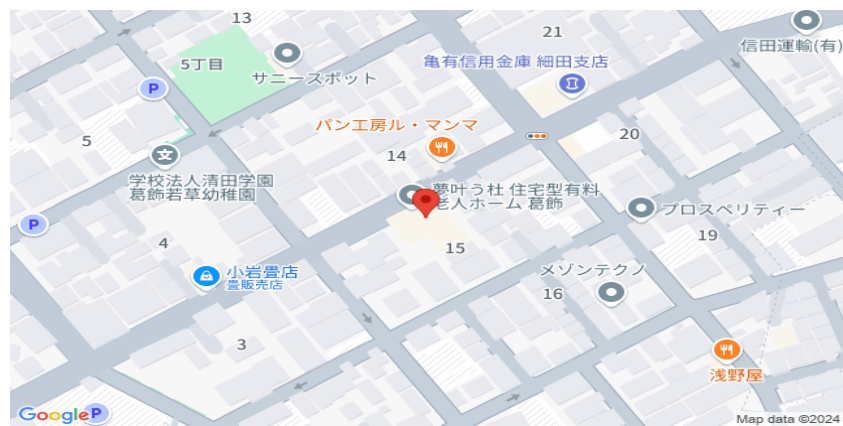 13
21
信田運輸(有)
5丁目
亀有信用金庫 細田支店
サニースポット
P
パン工房ル・マンマ
20
5
14
学校法人清田学園
葛飾若草幼稚園
夢叶う杜 住宅型有料
老人ホーム 葛飾
プロスペリティー
P
4
15
19
小岩畳店
畳販売店
メゾンテクノ
16
3
浅野屋
Google
P
Map data ©2024